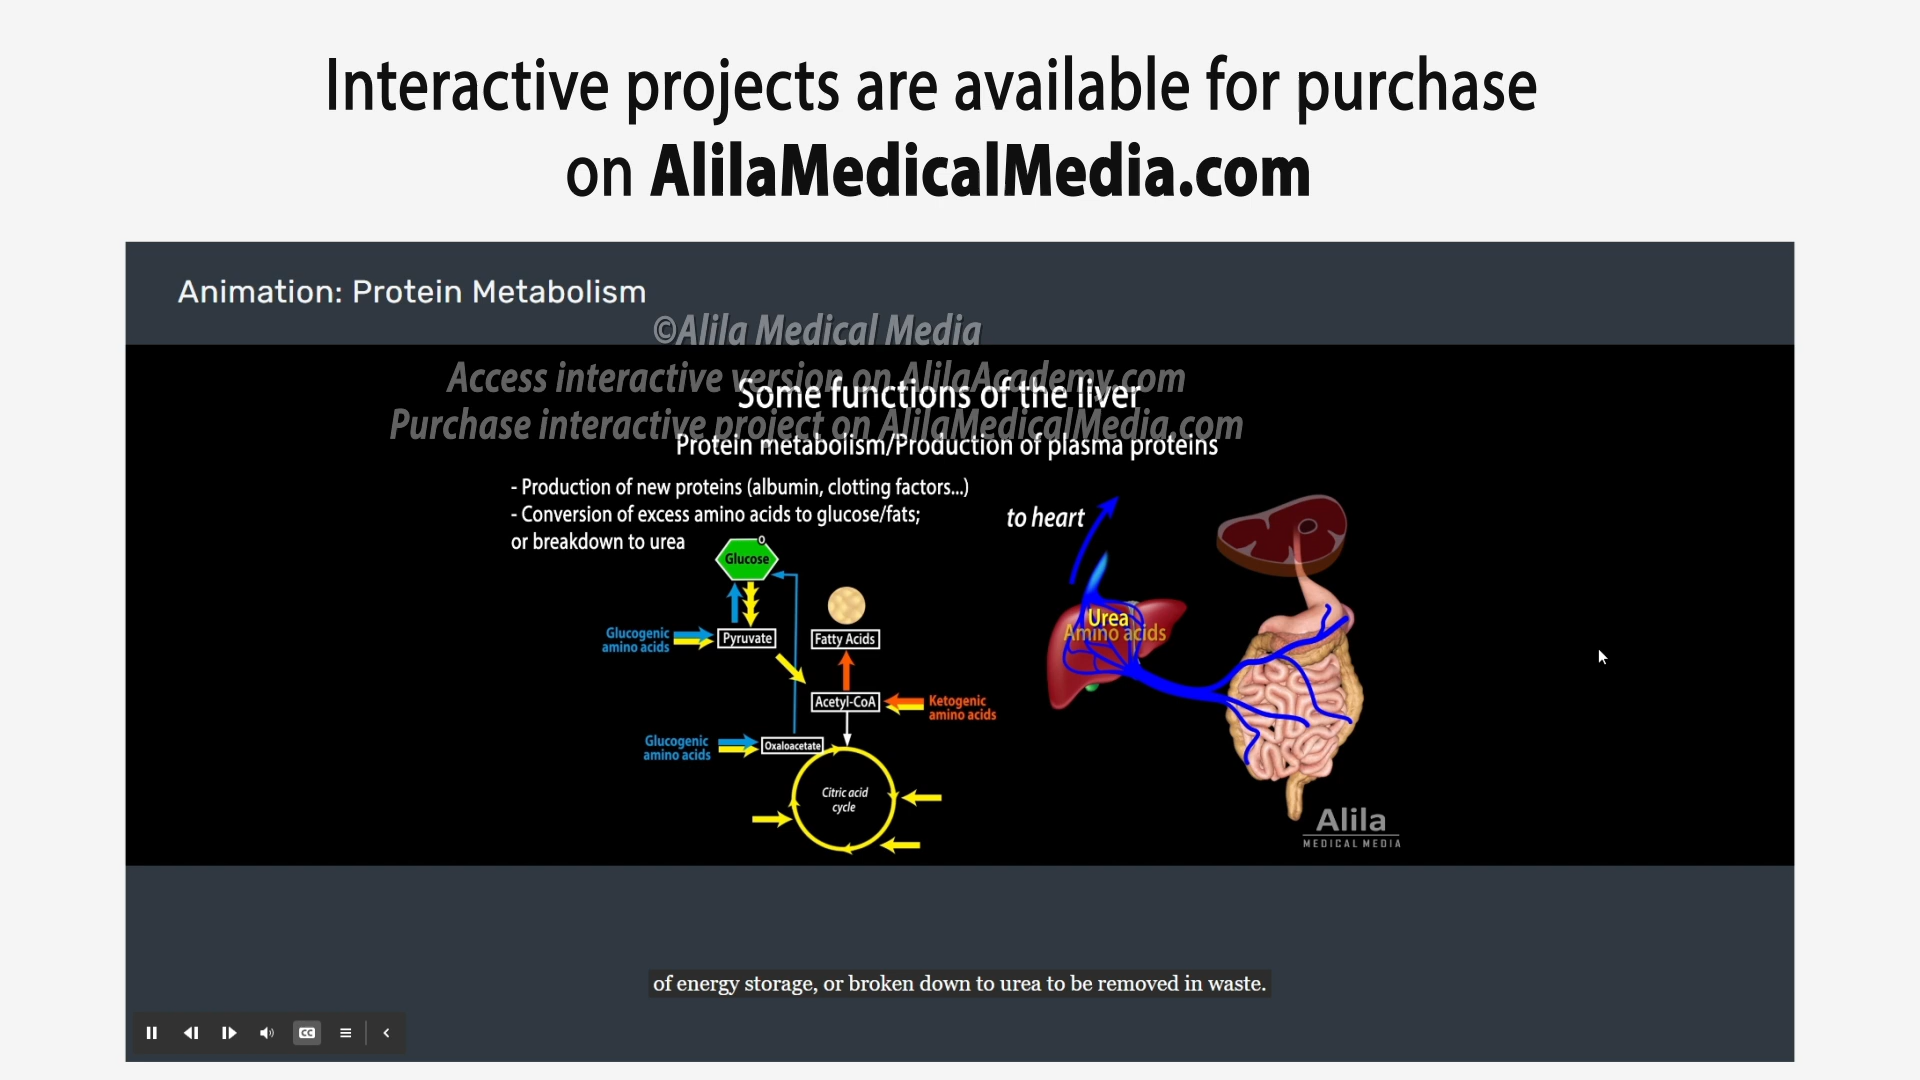 Interactive projects are available for purchase
on AlilaMedicalMedia.com
Animation: Protein Metabolism
©Alila Medical Media
Access interactive version on AlilaAcademy.com
Some functions of the liver
Purchase interactive project on AlilaMedicalMedia.com
Protein metabolism/Production of plasma proteins
- Production of new proteins (albumin, clotting factors...)
- Conversion of excess amino acids to glucose/fats;
or breakdown to urea
to heart
O
Glucose
Glucogenic
amino acids
Pyruvate
Fatty Acids
Urea
Amino acids
Acetyl-CoA
Ketogenic
amino acids
Glucogenic
amino acids
Oxaloacetate
Citric acid
cycle
Alila
MEDICAL MEDIA
of energy storage, or broken down to urea to be removed in waste.
CC